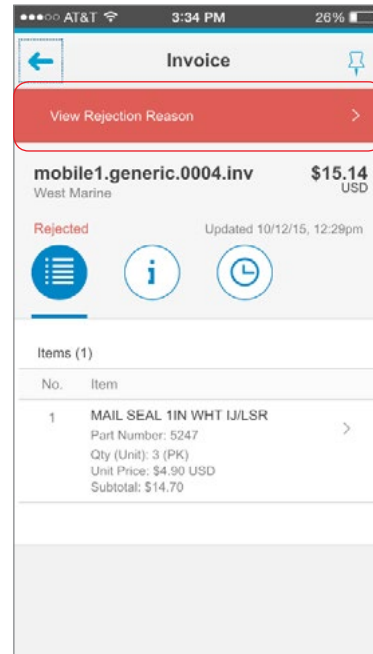 AT&T 3:34 PM 26%
Invoice
View Rejection Reason
mobile1.generic.0004.inv $15.14
West Marine USD
Rejected Updated 10/12/15, 12:29pm
i
Items (1)
No. Item
1 MAIL SEAL 1IN WHT IJ/LSR
Part Number: 5247
Qty (Unit): 3 (PK)
Unit Price: $4.90 USD
Subtotal: $14.70